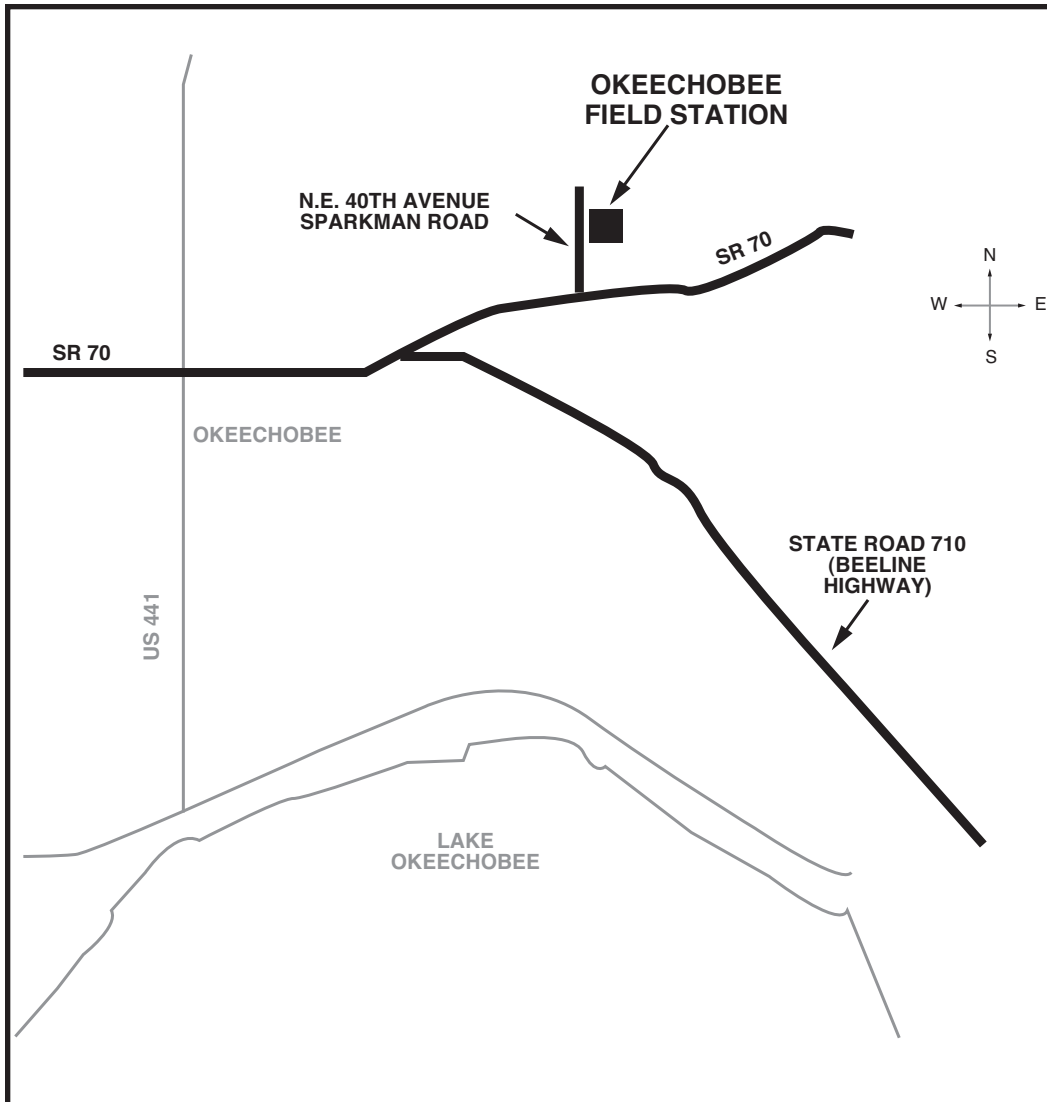 OKEECHOBEE
FIELD STATION
N.E. 40TH AVENUE
SPARKMAN ROAD
SR 70
N
W
E
S
SR 70
OKEECHOBEE
STATE ROAD 710
(BEELINE
HIGHWAY)
US 441
LAKE
OKEECHOBEE